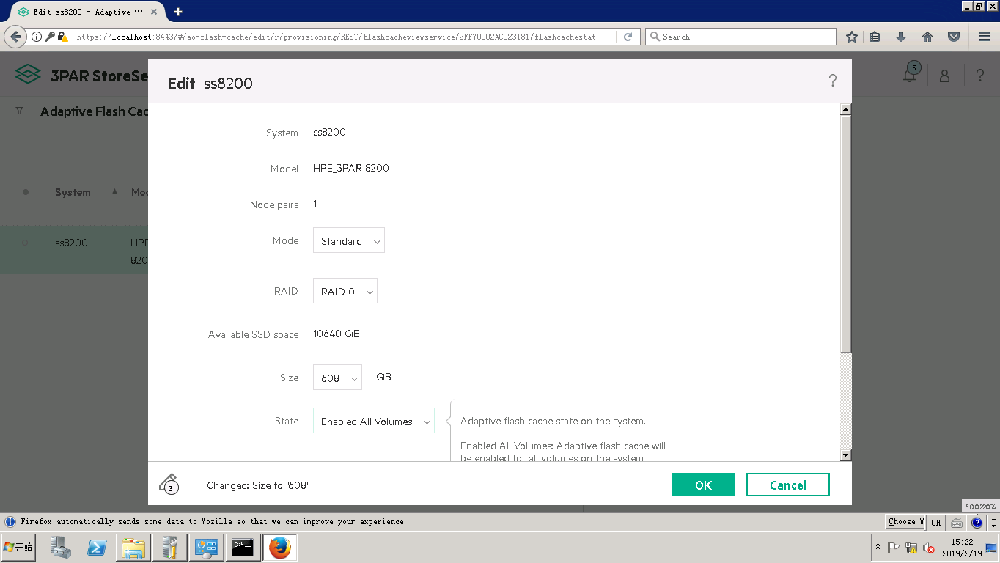 Edit ss8200 - Adaptive ···
https://localhost:8443/#/ao-flash-cache/edit/r/provisioning/REST/flashcacheviewservice/2FF70002AC023181/flashcachestat
Search
3PAR StoreSe
5
Adaptive Flash Cac
System
Mod
ss8200
HPE
820
Edit ss8200
System ss8200
Model HPE_3PAR 8200
Node pairs 1
Mode Standard
RAID RAID 0
Available SSD space 10640 GiB
Size 608 GiB
State Enabled All Volumes
Adaptive flash cache state on the system.
Enabled All Volumes: Adaptive flash cache will
be enabled for all volumes on the system
3
Changed: Size to "608"
OK
Cancel
3.0.0.22054
Firefox automatically sends some data to Mozilla so that we can improve your experience.
Choose W
CH
开始
C:\
15:22
2019/2/19